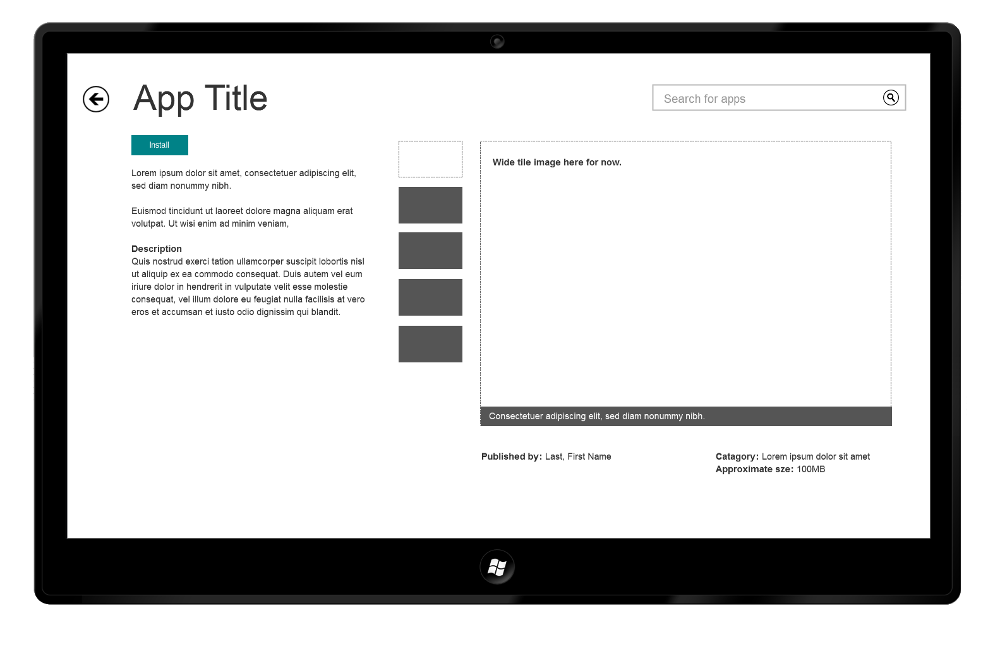 App Title
Search for apps
Install
Lorem ipsum dolor sit amet, consectetuer adipiscing elit,
sed diam nonummy nibh.
Euismod tincidunt ut laoreet dolore magna aliquam erat
volutpat. Ut wisi enim ad minim veniam,
Description
Quis nostrud exerci tation ullamcorper suscipit lobortis nisl
ut aliquip ex ea commodo consequat. Duis autem vel eum
iriure dolor in hendrerit in vulputate velit esse molestie
consequat, vel illum dolore eu feugiat nulla facilisis at vero
eros et accumsan et iusto odio dignissim qui blandit.
Wide tile image here for now.
Consectetuer adipiscing elit, sed diam nonummy nibh.
Published by: Last, First Name
Catagory: Lorem ipsum dolor sit amet
Approximate sze: 100MB